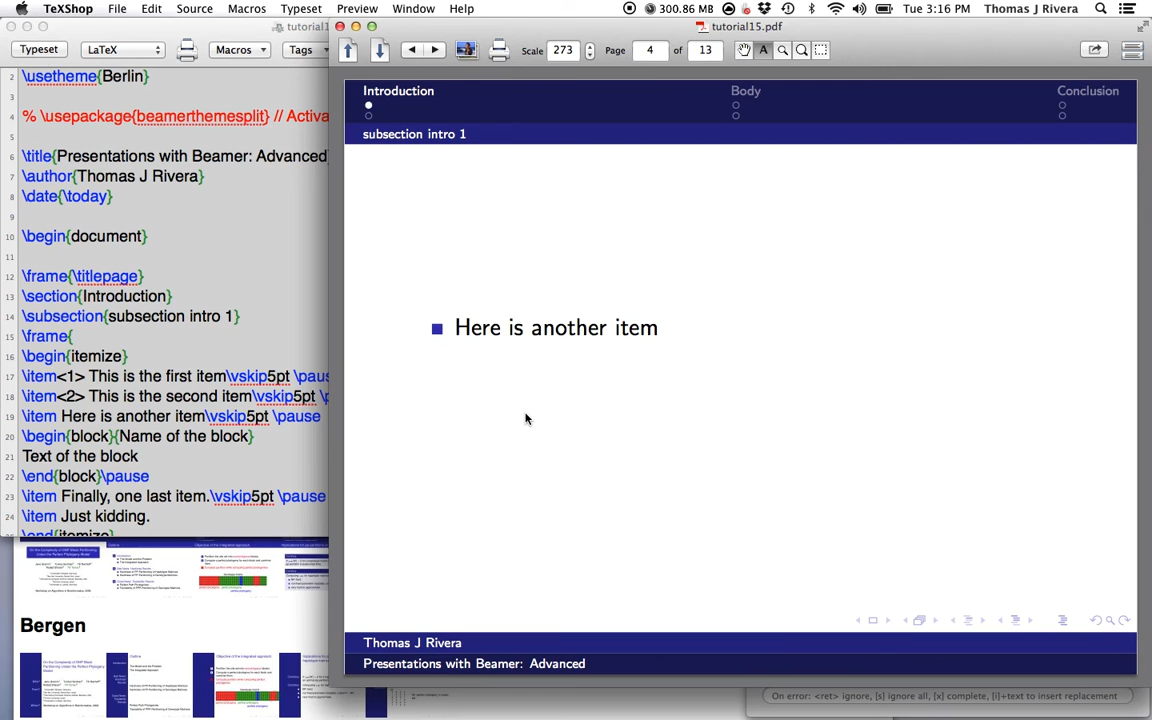 TeXShop File Edit Source Macros Typeset Preview Window Help 300.86 MB Tue 3:16 PM Thomas J Rivera
tutorial1
tutorial15.pdf
Typeset LaTeX Macros Tags
Scale 273 Page 4 of 13
2 \usetheme{Berlin}
3
4 % \usepackage{beamerthemesplit} // Activa
5
6 \title{Presentations with Beamer: Advanced}
7 \author{Thomas J Rivera}
8 \date{\today}
9
10 \begin{document}
11
12 \frame{\titlepage}
13 \section{Introduction}
14 \subsection{subsection intro 1}
15 \frame{
16 \begin{itemize}
17 \item<1> This is the first item\vskip5pt \paus
18 \item<2> This is the second item\vskip5pt \p
19 \item Here is another item\vskip5pt \pause
20 \begin{block}{Name of the block}
21 Text of the block
22 \end{block}\pause
23 \item Finally, one last item.\vskip5pt \pause
24 \item Just kidding.
\end{itemize}
Bergen
Introduction Body Conclusion
subsection intro 1
Here is another item
Thomas J Rivera
Presentations with Beamer: Advanced
On error: <ret> ignore, [s] ignore all, [x] complete, [i]+text to insert replacement